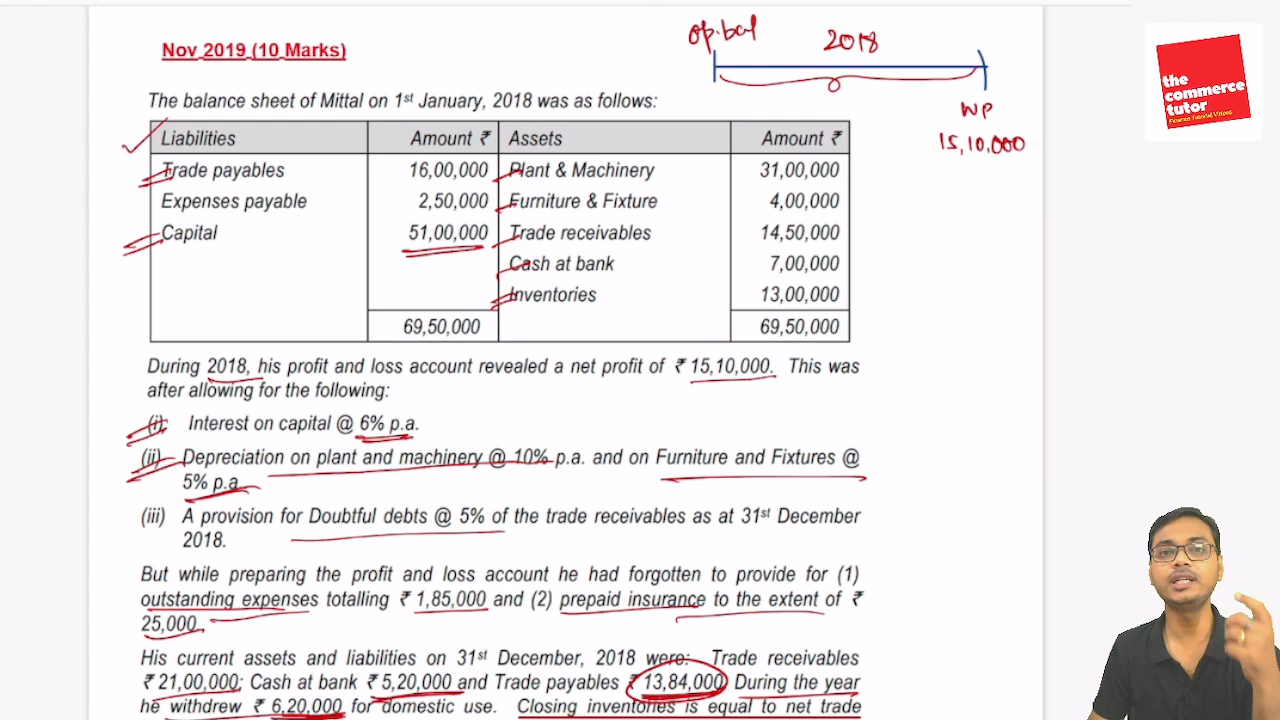 Nov 2019 (10 Marks)
op.bal
2018
WP
15,10,000
the
commerce
tutor
The balance sheet of Mittal on 1st January, 2018 was as follows:
Liabilities Amount ₹ Assets Amount ₹
Trade payables 16,00,000 Plant & Machinery 31,00,000
Expenses payable 2,50,000 Furniture & Fixture 4,00,000
Capital 51,00,000 Trade receivables 14,50,000
Cash at bank 7,00,000
Inventories 13,00,000
69,50,000 69,50,000
During 2018, his profit and loss account revealed a net profit of ₹ 15,10,000. This was
after allowing for the following:
(i) Interest on capital @ 6% p.a.
(ii) Depreciation on plant and machinery @ 10% p.a. and on Furniture and Fixtures @
5% p.a.
(iii) A provision for Doubtful debts @ 5% of the trade receivables as at 31st December
2018.
But while preparing the profit and loss account he had forgotten to provide for (1)
outstanding expenses totalling ₹ 1,85,000 and (2) prepaid insurance to the extent of ₹
25,000.
His current assets and liabilities on 31st December, 2018 were: Trade receivables
₹ 21,00,000; Cash at bank ₹ 5,20,000 and Trade payables ₹ 13,84,000. During the year
he withdrew ₹ 6,20,000 for domestic use. Closing inventories is equal to net trade